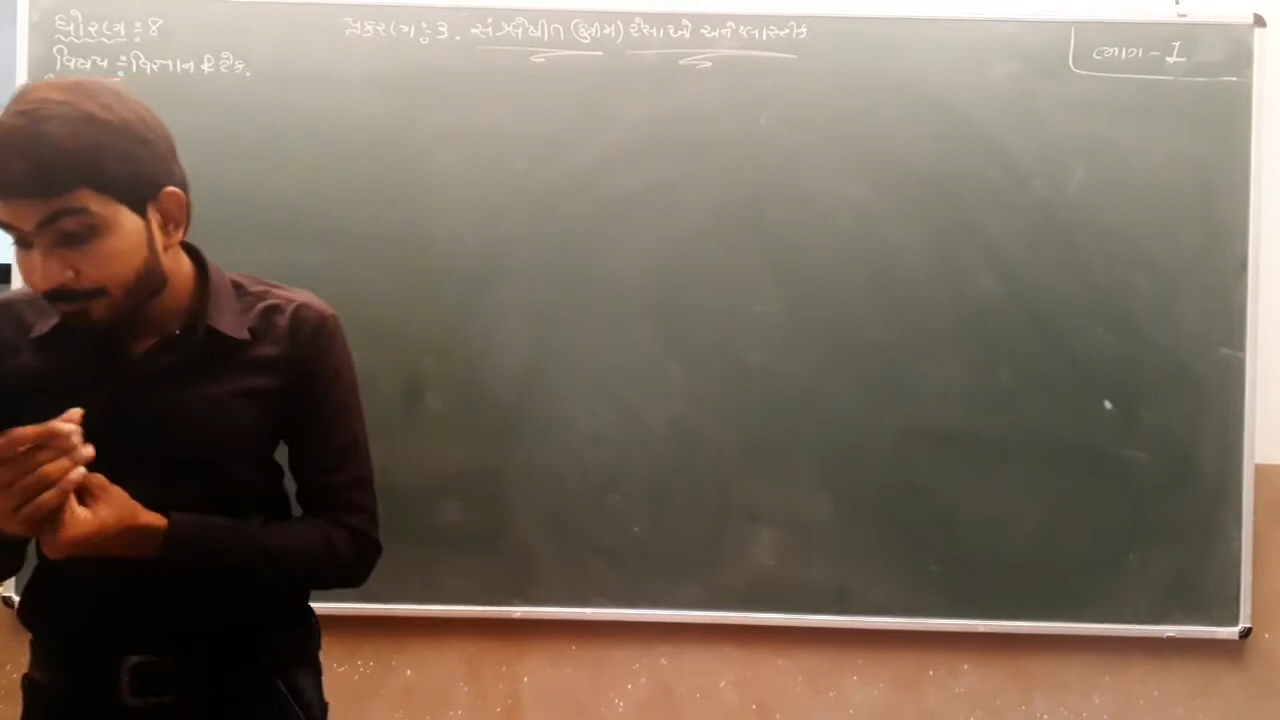 ધોરણ : 8
પ્રકરણ : 3. સંશ્લેષીત (કૃત્રીમ) રેસાઓ અને પ્લાસ્ટીક
ભાગ - 1
વિષય : વિજ્ઞાન & ટેક.